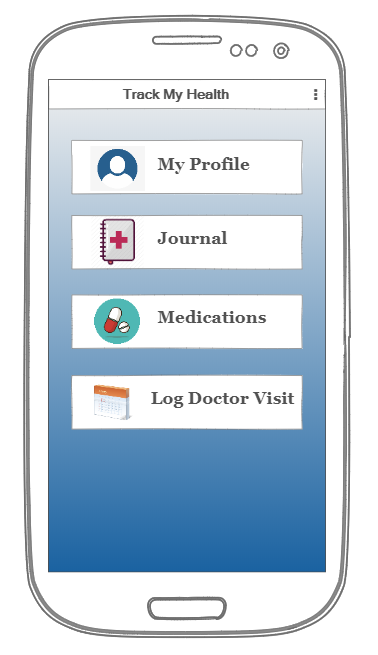 Track My Health
My Profile
Journal
Medications
Log Doctor Visit